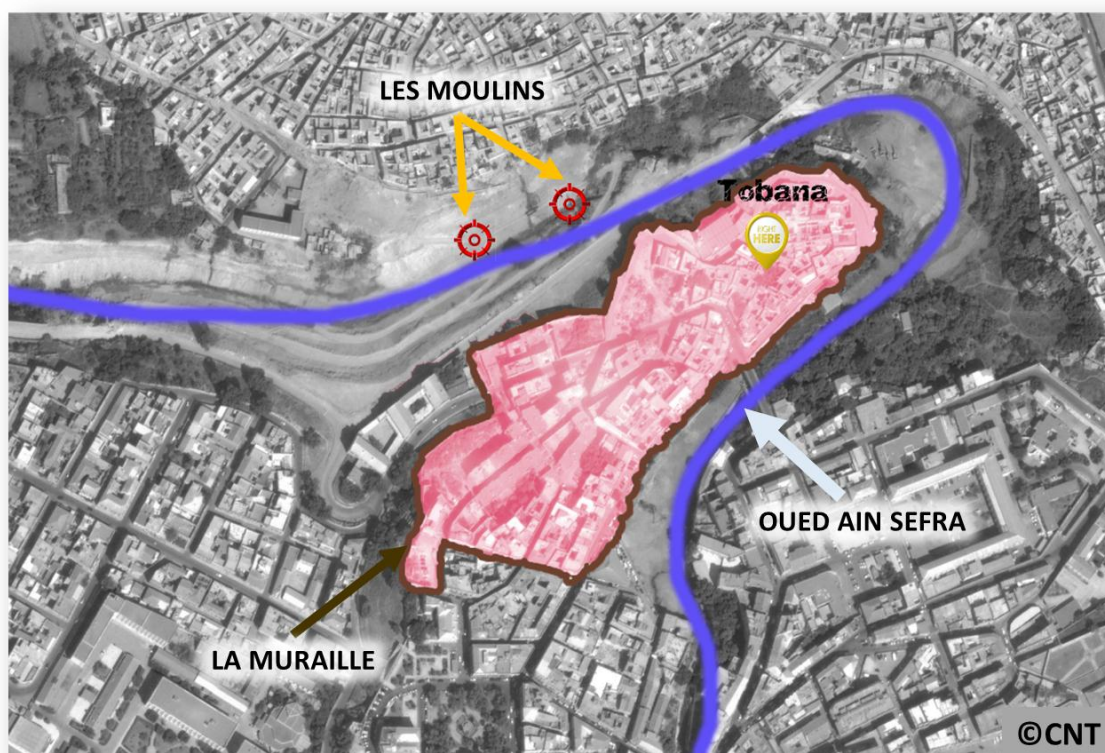 LES MOULINS
Tobana
RIGHT
HERE
OUED AIN SEFRA
LA MURAILLE
©CNT